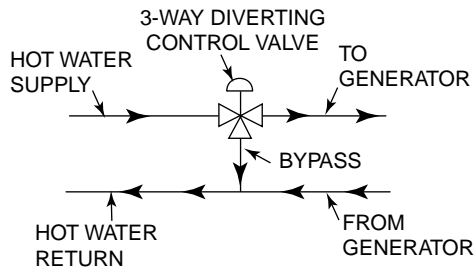 3-WAY DIVERTING
CONTROL VALVE
HOT WATER
SUPPLY
TO
GENERATOR
BYPASS
HOT WATER
RETURN
FROM
GENERATOR